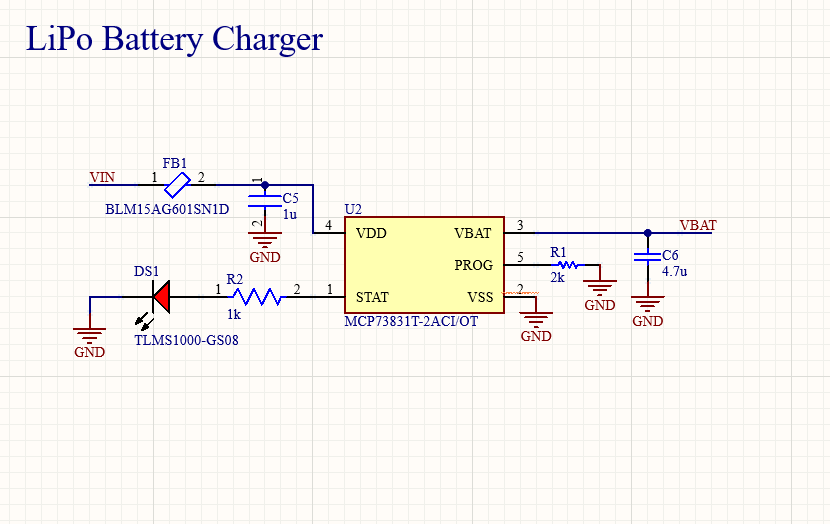 LiPo Battery Charger
VIN
1
FB1
2
BLM15AG601SN1D
1
C5
1u
2
GND
U2
4
VDD
VBAT
3
VBAT
PROG
5
R1
2k
GND
C6
4.7u
GND
DS1
TLMS1000-GS08
GND
1
R2
2
1k
1
STAT
VSS
2
GND
MCP73831T-2ACI/OT